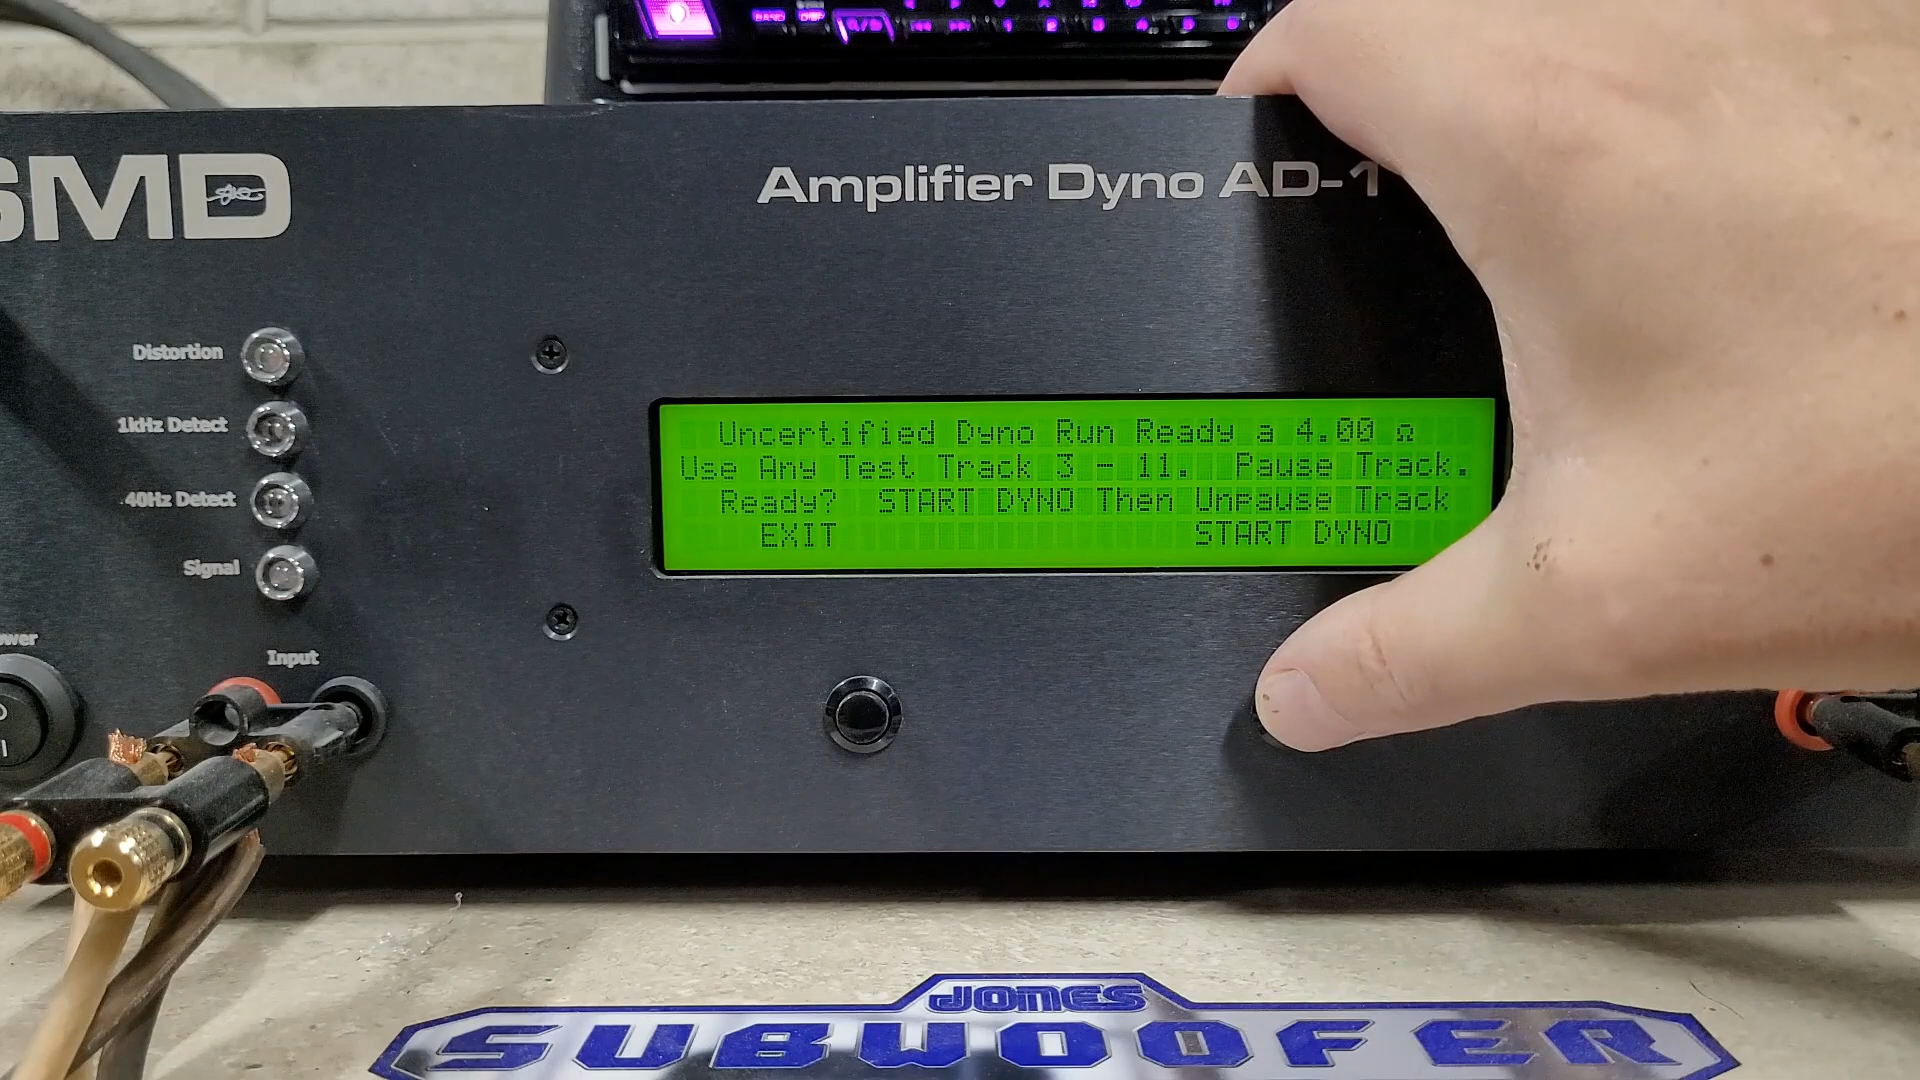 SMD
Amplifier Dyno AD-1
Distortion
1kHz Detect
40Hz Detect
Signal
Input
Uncertified Dyno Run Ready a 4.00 Ω
Use Any Test Track 3 - 11. Pause Track.
Ready? START DYNO Then Unpause Track
EXIT START DYNO
JONES
SUBWOOFER